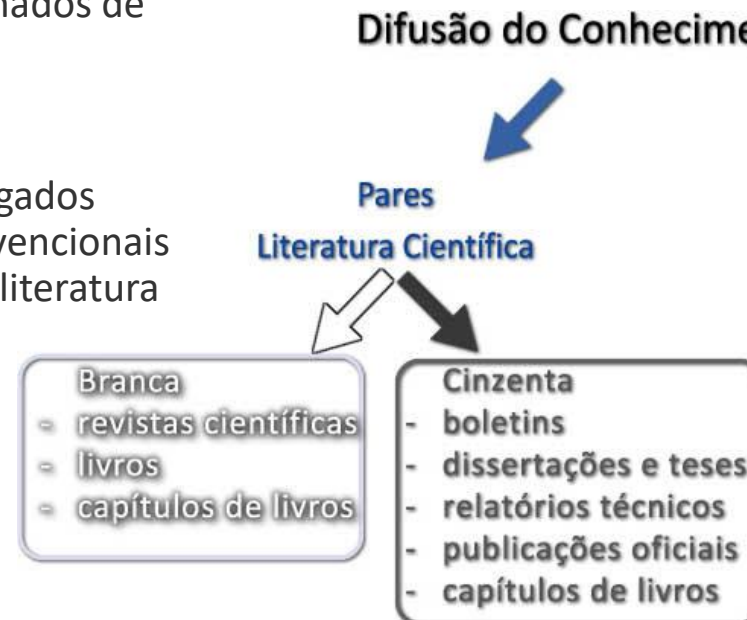 nados de
Difusão do Conhecime
gados
vencionais
literatura
Pares
Literatura Científica
Branca
- revistas científicas
- livros
- capítulos de livros
Cinzenta
- boletins
- dissertações e teses
- relatórios técnicos
- publicações oficiais
- capítulos de livros